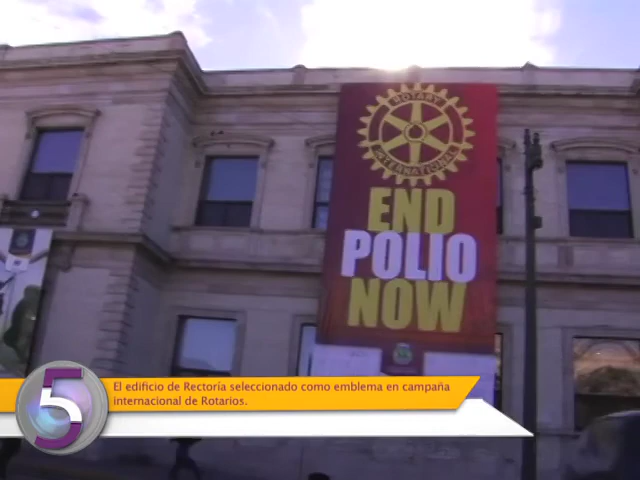 ROTARY
INTERNATIONAL
END
POLIO
NOW
5
El edificio de Rectoría seleccionado como emblema en campaña
internacional de Rotarios.